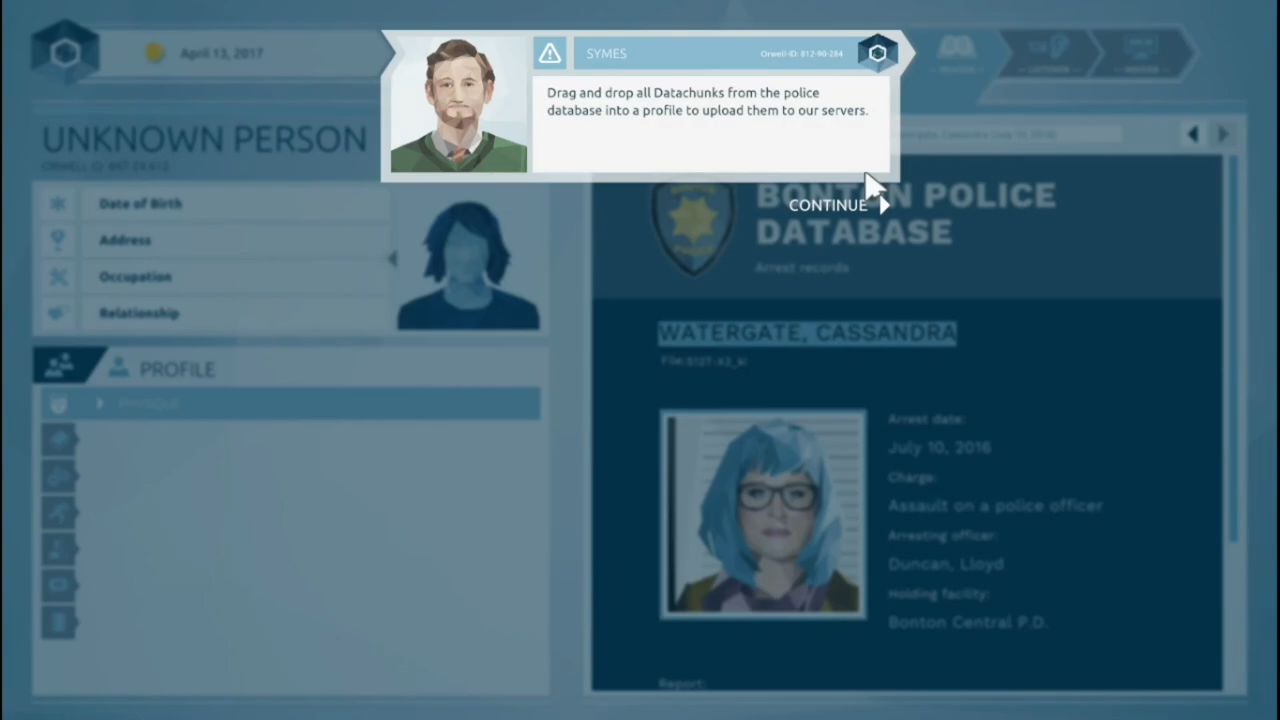 April 13, 2017
SYMES
Orwell-ID: 812-90-284
Drag and drop all Datachunks from the police
database into a profile to upload them to our servers.
CONTINUE
UNKNOWN PERSON
Date of Birth
Address
Occupation
Relationship
PROFILE
BONTON POLICE
DATABASE
Arrest records
WATERGATE, CASSANDRA
Arrest date:
July 10, 2016
Charge:
Assault on a police officer
Arresting officer:
Duncan, Lloyd
Holding facility:
Bonton Central P.D.
Report: